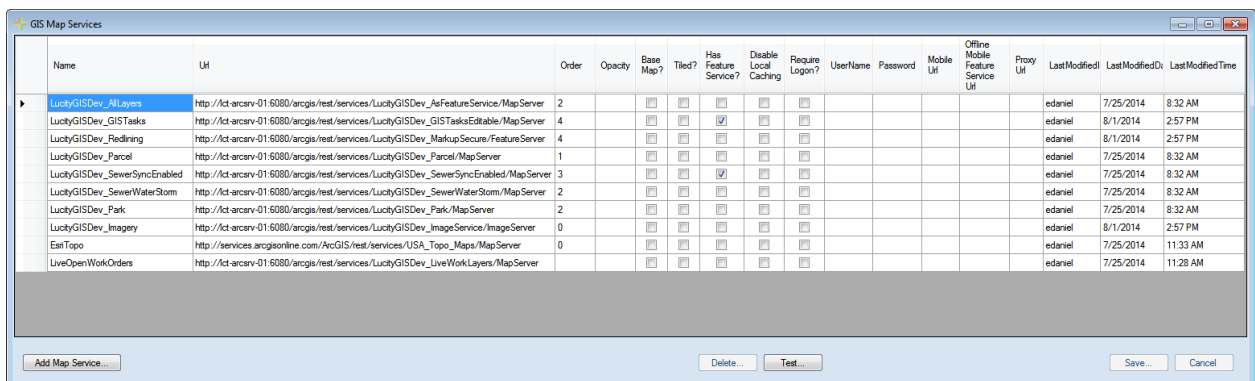 GIS Map Services
Name Url Order Opacity Base Map? Tiled? Has Feature Service? Disable Local Caching Require Logon? UserName Password Mobile Url Offline Mobile Feature Service Url Proxy Url LastModifiedI LastModifiedDa LastModifiedTime
LucityGISDev_AllLayers http://lct-arcsrv-01:6080/arcgis/rest/services/LucityGISDev_AsFeatureService/MapServer 2 edaniel 7/25/2014 8:32 AM
LucityGISDev_GISTasks http://lct-arcsrv-01:6080/arcgis/rest/services/LucityGISDev_GISTasksEditable/MapServer 4 edaniel 8/1/2014 2:57 PM
LucityGISDev_Redlining http://lct-arcsrv-01:6080/arcgis/rest/services/LucityGISDev_MarkupSecure/FeatureServer 4 edaniel 8/1/2014 2:57 PM
LucityGISDev_Parcel http://lct-arcsrv-01:6080/arcgis/rest/services/LucityGISDev_Parcel/MapServer 1 edaniel 7/25/2014 8:32 AM
LucityGISDev_SewerSyncEnabled http://lct-arcsrv-01:6080/arcgis/rest/services/LucityGISDev_SewerSyncEnabled/MapServer 3 edaniel 7/25/2014 8:32 AM
LucityGISDev_SewerWaterStorm http://lct-arcsrv-01:6080/arcgis/rest/services/LucityGISDev_SewerWaterStorm/MapServer 2 edaniel 7/25/2014 8:32 AM
LucityGISDev_Park http://lct-arcsrv-01:6080/arcgis/rest/services/LucityGISDev_Park/MapServer 2 edaniel 7/25/2014 8:32 AM
LucityGISDev_Imagery http://lct-arcsrv-01:6080/arcgis/rest/services/LucityGISDev_ImageService/ImageServer 0 edaniel 8/1/2014 2:57 PM
EsriTopo http://services.arcgisonline.com/ArcGIS/rest/services/USA_Topo_Maps/MapServer 0 edaniel 7/25/2014 11:33 AM
LiveOpenWorkOrders http://lct-arcsrv-01:6080/arcgis/rest/services/LucityGISDev_LiveWorkLayers/MapServer edaniel 7/25/2014 11:28 AM
Add Map Service... Delete... Test... Save... Cancel